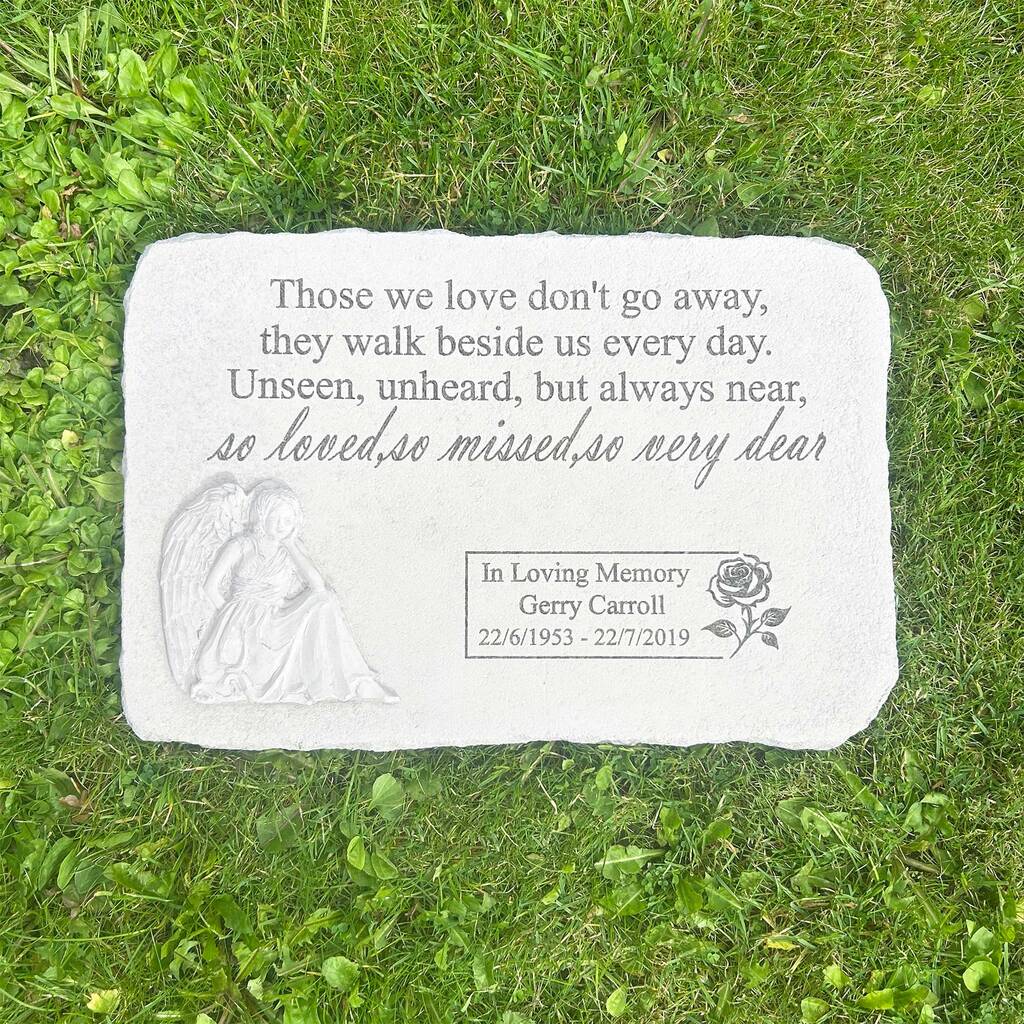 Those we love don't go away,
they walk beside us every day.
Unseen, unheard, but always near,
so loved,so missed,so very dear
In Loving Memory
Gerry Carroll
22/6/1953 - 22/7/2019